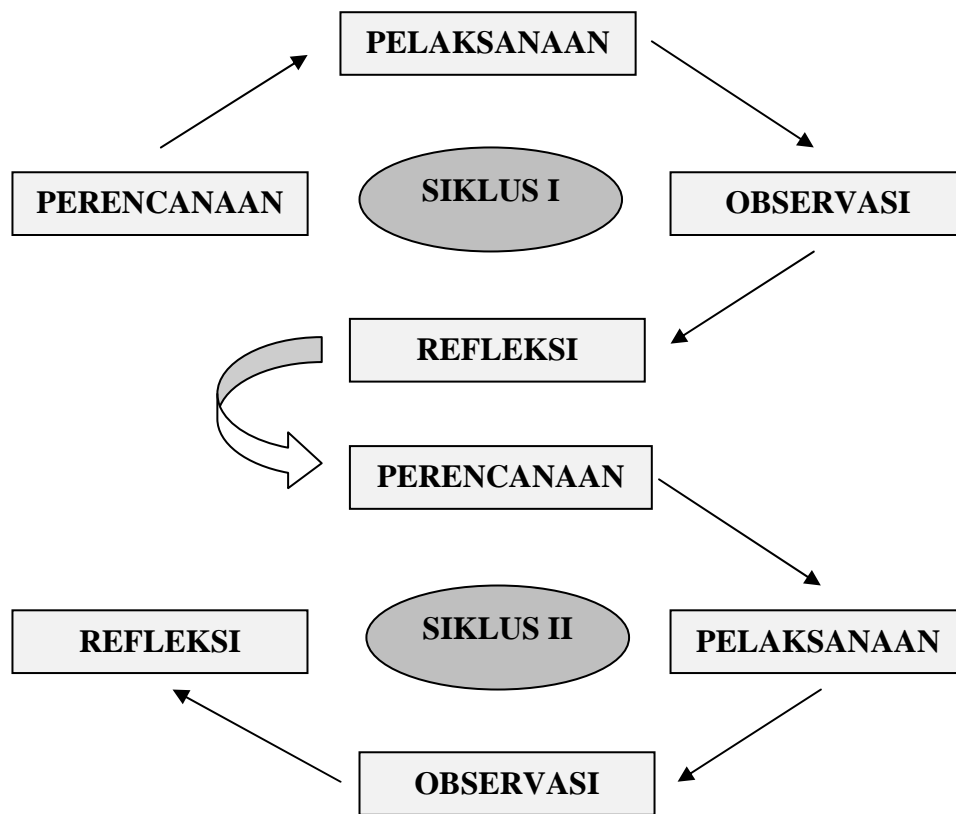 PELAKSANAAN
PERENCANAAN
SIKLUS I
OBSERVASI
REFLEKSI
PERENCANAAN
REFLEKSI
SIKLUS II
PELAKSANAAN
OBSERVASI